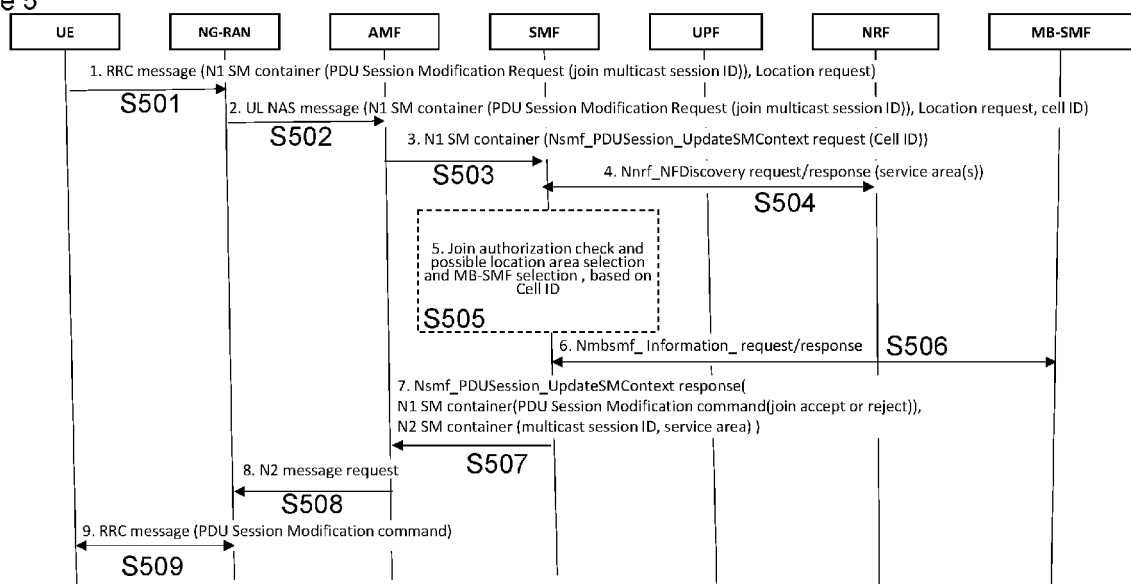 e 5
UE NG-RAN AMF SMF UPF NRF MB-SMF
1. RRC message (N1 SM container (PDU Session Modification Request (join multicast session ID)), Location request)
S501
2. UL NAS message (N1 SM container (PDU Session Modification Request (join multicast session ID)), Location request, cell ID)
S502
3. N1 SM container (Nsmf_PDUSession_UpdateSMContext request (Cell ID))
S503
4. Nnrf_NFDiscovery request/response (service area(s))
S504
5. Join authorization check and
possible location area selection
and MB-SMF selection , based on
Cell ID
S505
6. Nmbsmf_ Information_ request/response
S506
7. Nsmf_PDUSession_UpdateSMContext response(
N1 SM container(PDU Session Modification command(join accept or reject)),
N2 SM container (multicast session ID, service area) )
S507
8. N2 message request
S508
9. RRC message (PDU Session Modification command)
S509